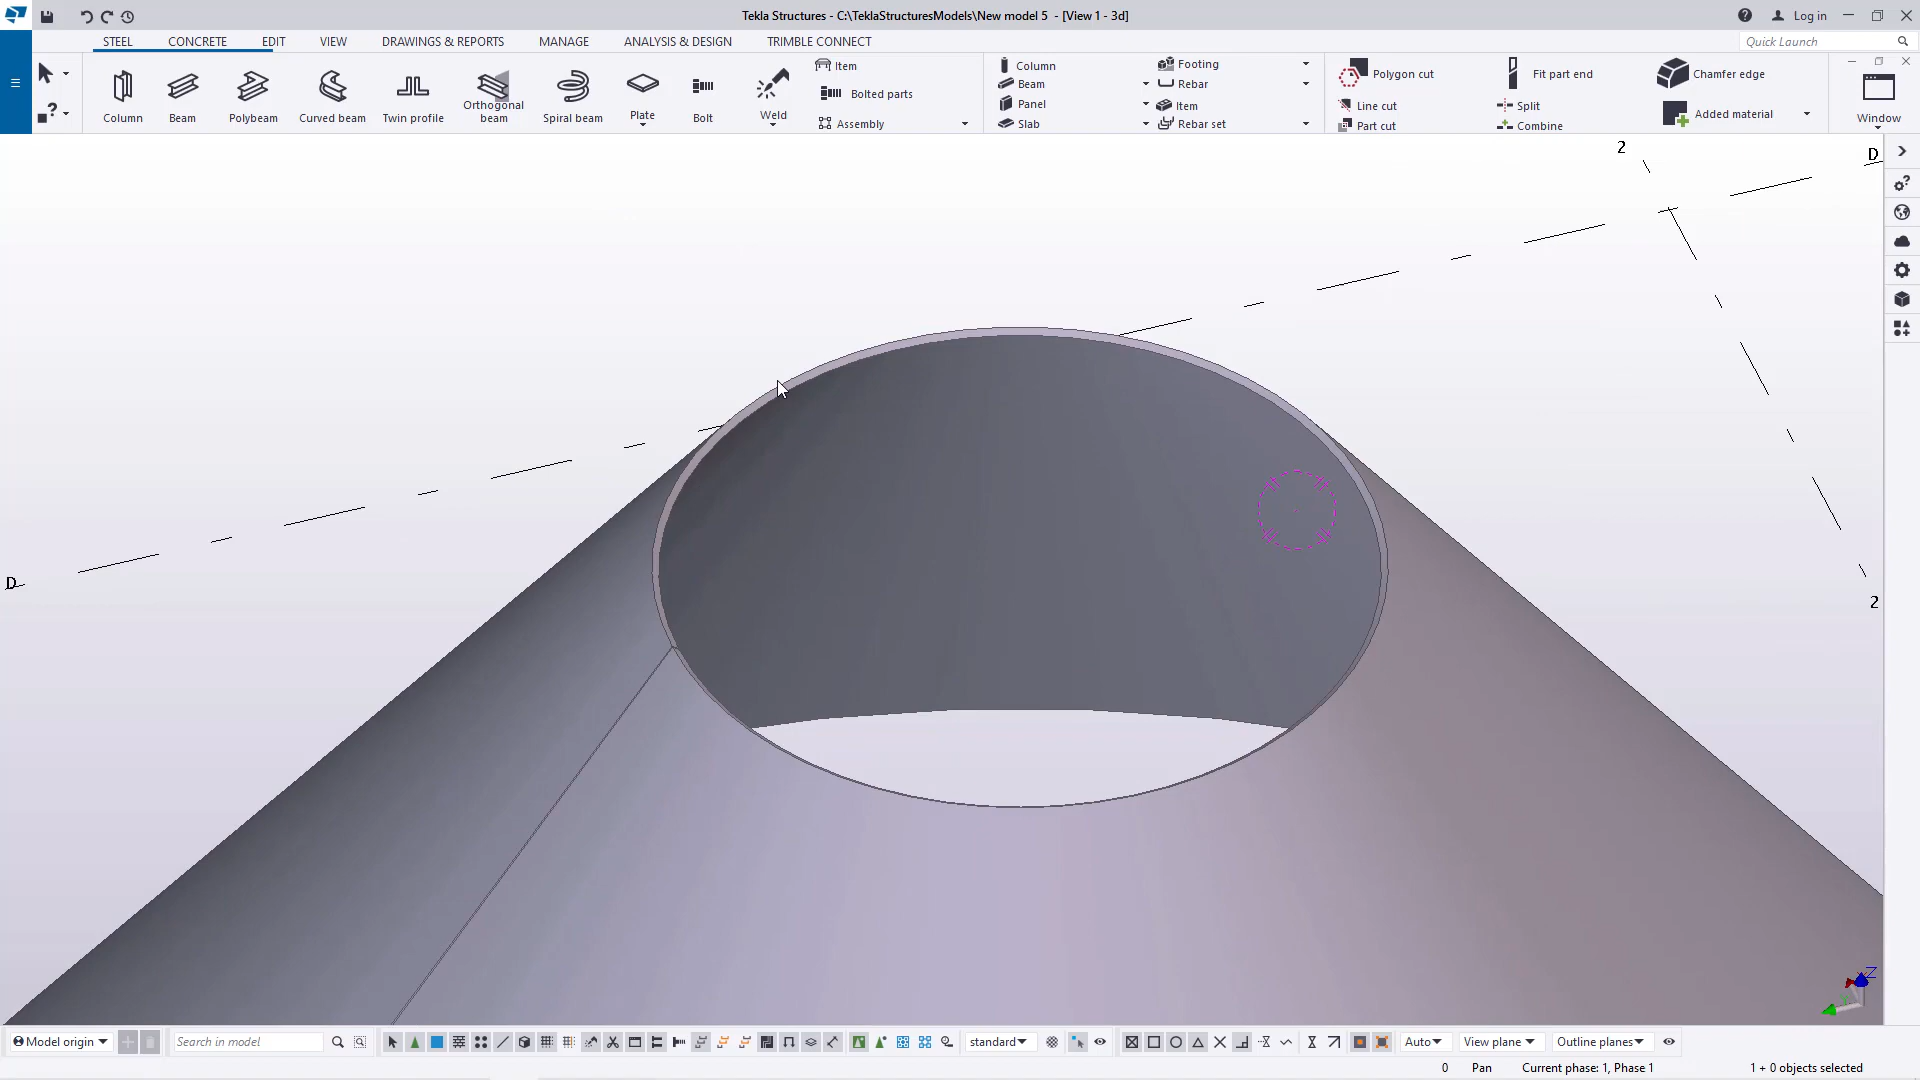 Tekla Structures - C:\TeklaStructuresModels\New model 5 - [View 1 - 3d]
Log in
STEEL CONCRETE EDIT VIEW DRAWINGS & REPORTS MANAGE ANALYSIS & DESIGN TRIMBLE CONNECT
Quick Launch
Column
Beam
Polybeam
Curved beam
Twin profile
Orthogonal
beam
Spiral beam
Plate
Bolt
Weld
Item
Bolted parts
Assembly
Column
Beam
Panel
Slab
Footing
Rebar
Item
Rebar set
Polygon cut
Line cut
Part cut
Fit part end
Split
Combine
Chamfer edge
Added material
Window
2
D
D
2
Z
Model origin
Search in model
standard
Auto
View plane
Outline planes
0 Pan Current phase: 1, Phase 1 1 + 0 objects selected